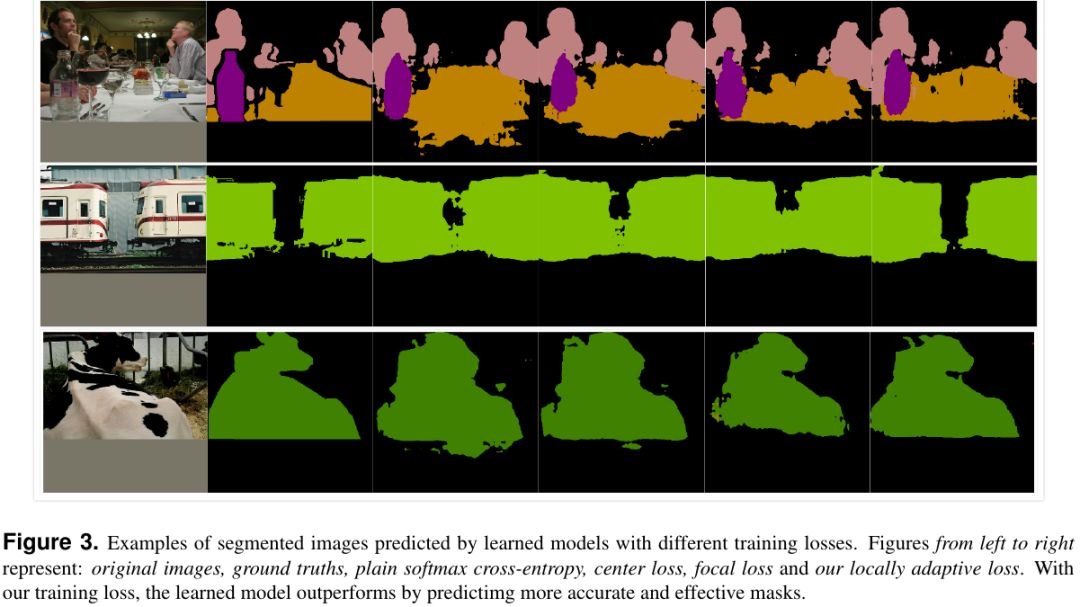 Figure 3. Examples of segmented images predicted by learned models with different training losses. Figures from left to right
represent: original images, ground truths, plain softmax cross-entropy, center loss, focal loss and our locally adaptive loss. With
our training loss, the learned model outperforms by predictimg more accurate and effective masks.